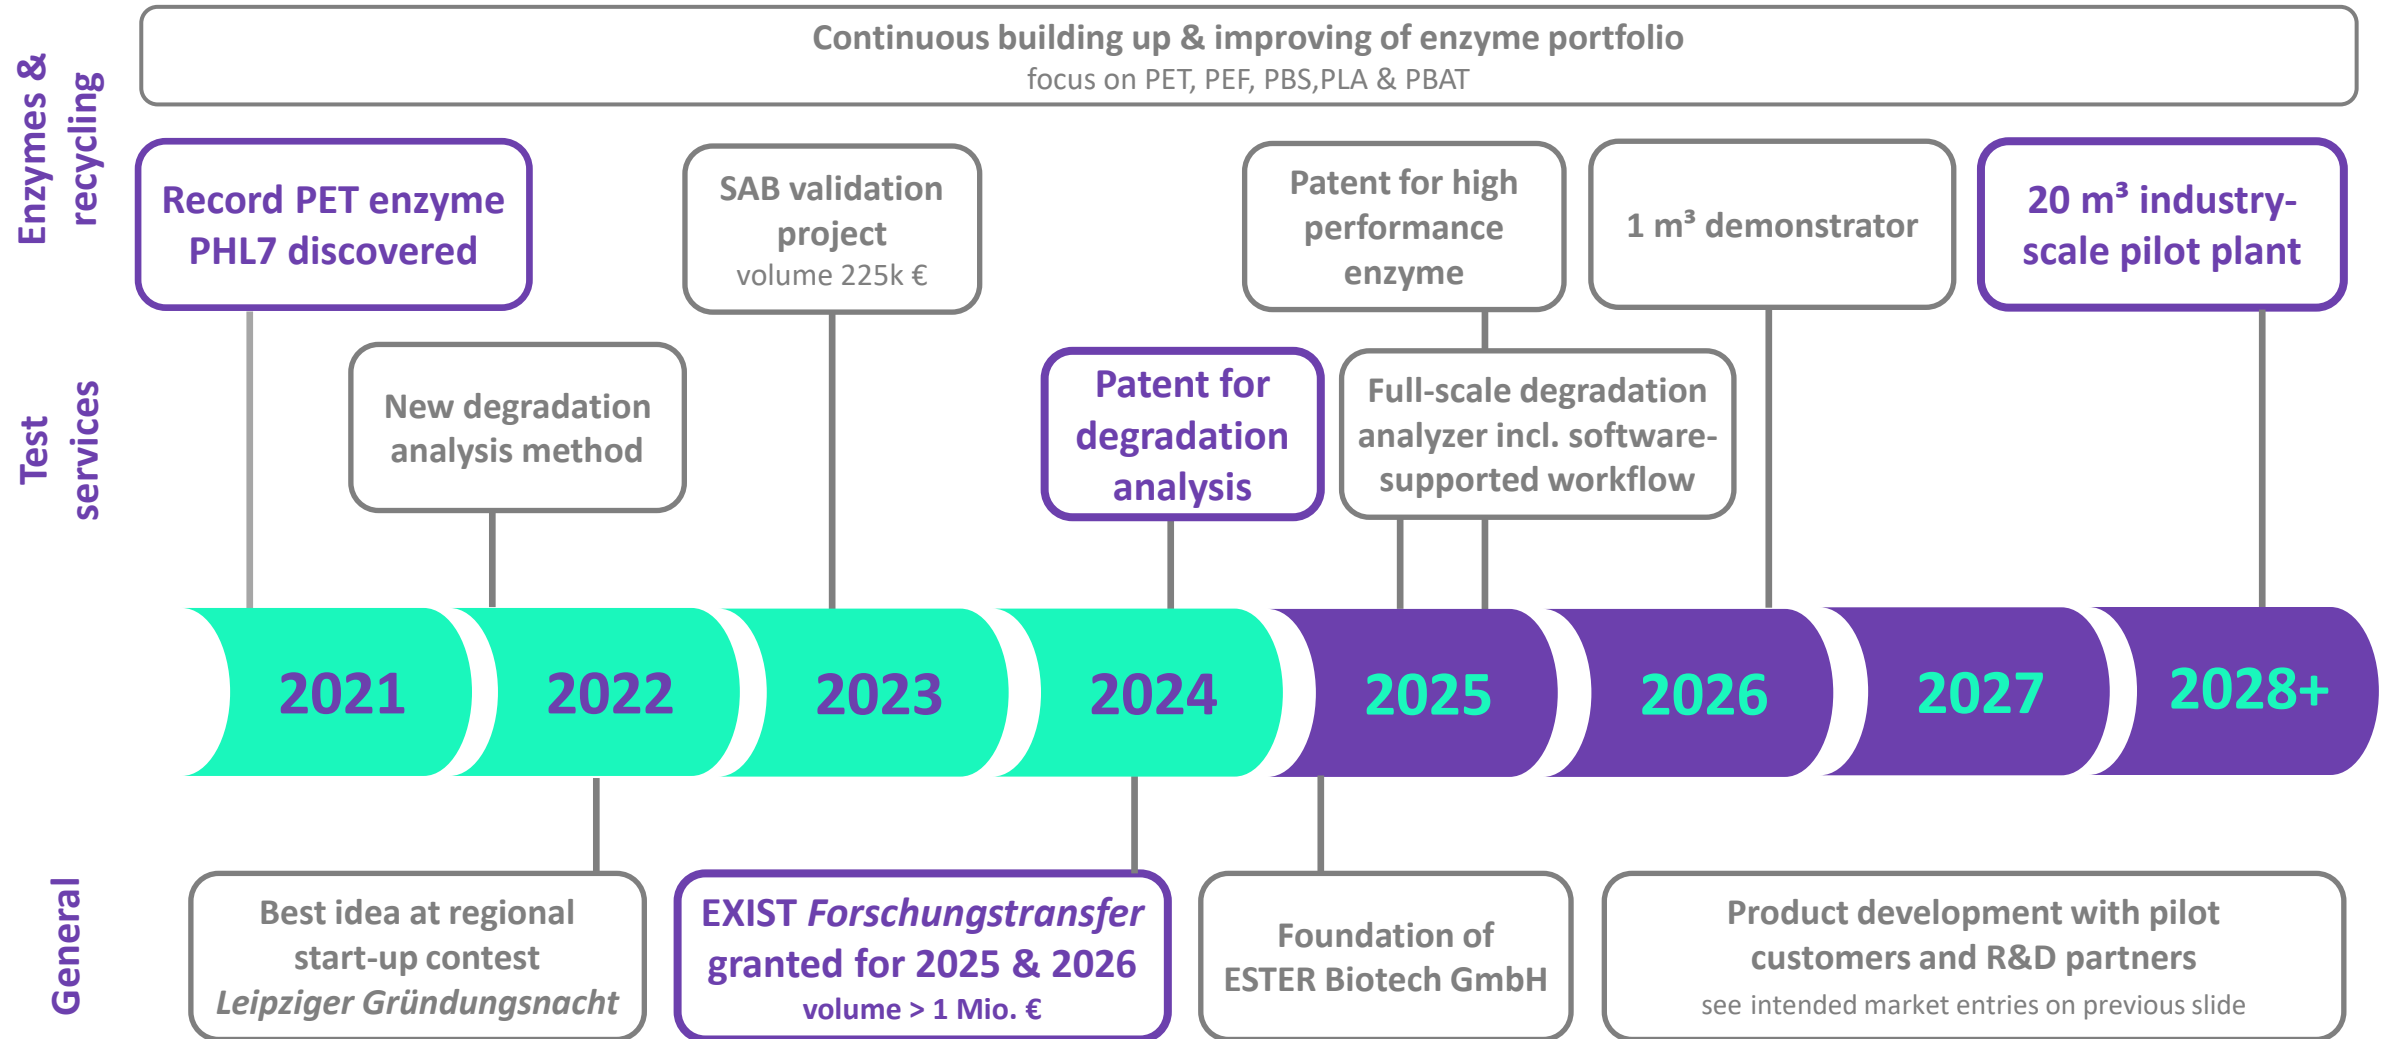 Enzymes &
recycling
Continuous building up & improving of enzyme portfolio
focus on PET, PEF, PBS,PLA & PBAT
Record PET enzyme
PHL7 discovered
SAB validation
project
volume 225k €
Patent for high
performance
enzyme
1 m³ demonstrator
20 m³ industry-
scale pilot plant
Test
services
New degradation
analysis method
Patent for
degradation
analysis
Full-scale degradation
analyzer incl. software-
supported workflow
2021
2022
2023
2024
2025
2026
2027
2028+
General
Best idea at regional
start-up contest
Leipziger Gründungsnacht
EXIST Forschungstransfer
granted for 2025 & 2026
volume > 1 Mio. €
Foundation of
ESTER Biotech GmbH
Product development with pilot
customers and R&D partners
see intended market entries on previous slide